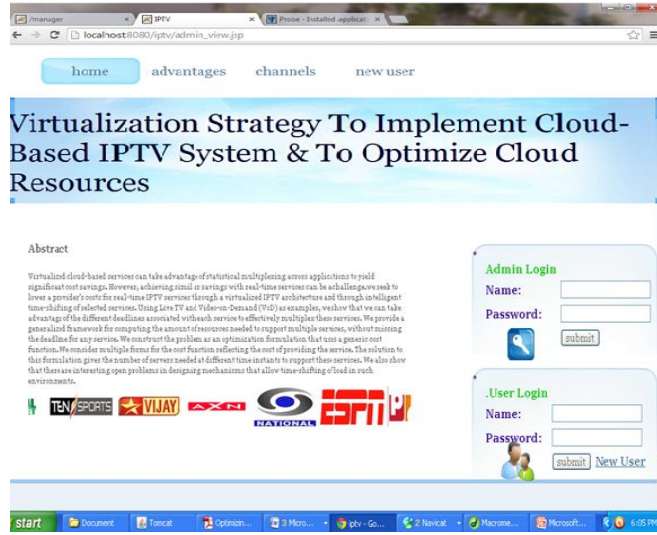 /manager
IPTV
Probe - Installed applicati
localhost:8080/iptv/admin_view.jsp
home advantages channels new user
Virtualization Strategy To Implement Cloud-
Based IPTV System & To Optimize Cloud
Resources
Abstract
Virtualized cloud-based services can take advantage of statistical multiplexing across applications to yield
significant cost savings. However, achieving simil ar savings with real-time services can be achallenge.we seek to
lower a provider's costs for real-time IPTV services through a virtualized IPTV architecture and through intelligent
time-shifting of selected services. Using Live TV and Video-on-Demand (VoD) as examples, weshow that we can take
advantage of the different deadlines associated with each service to effectively multiplex these services. We provide a
generalized framework for computing the amount of resources needed to support multiple services, without missing
the deadline for any service. We construct the problem as an optimization formulation that uses a generic cost
function. We consider multiple forms for the cost function reflecting the cost of providing the service. The solution to
this formulation gives the number of servers needed at different time instants to support these services. We also show
that there are interesting open problems in designing mechanisms that allow time-shifting of load in such
environments.
TEN SPORTS VIJAY AXN NATIONAL ESPN
Admin Login
Name:
Password:
submit
.User Login
Name:
Password:
submit New User
start Document Tomcat Optimizin... 3 Micro... iptv - Go... 2 Navicat Macrome... Microsoft... 6:05 PM